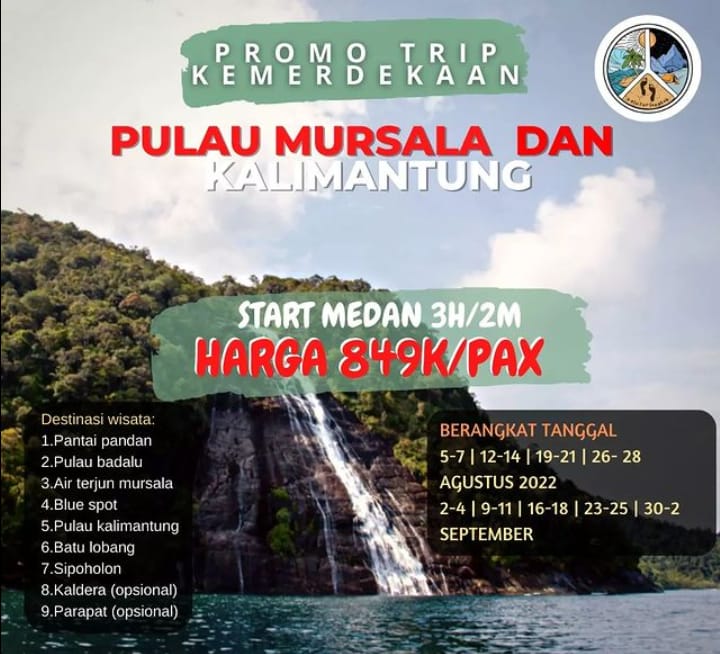 PROMO TRIP
KEMERDEKAAN
PULAU MURSALA DAN
KALIMANTUNG
START MEDAN 3H/2M
HARGA 849K/PAX
Destinasi wisata:
1.Pantai pandan
2.Pulau badalu
3.Air terjun mursala
4.Blue spot
5.Pulau kalimantung
6.Batu lobang
7.Sipoholon
8.Kaldera (opsional)
9.Parapat (opsional)
BERANGKAT TANGGAL
5-7 | 12-14 | 19-21 | 26- 28
AGUSTUS 2022
2-4 | 9-11 | 16-18 | 23-25 | 30-2
SEPTEMBER